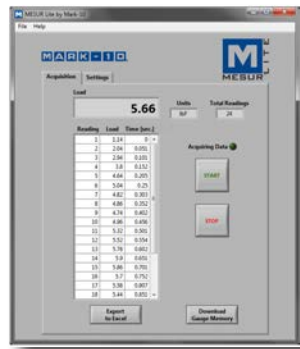 MESUR Lite by Mark-10
File Help
MARK-10
M
LITE
MESUR
Acquisition Settings
Load
5.66
Units
lbF
Total Readings
24
Reading Load Time [sec.]
1 1.14 0
2 2.04 0.051
3 2.94 0.101
4 3.8 0.152
5 4.64 0.205
6 5.04 0.25
7 4.82 0.303
8 4.86 0.352
9 4.74 0.402
10 4.96 0.456
11 5.32 0.501
12 5.52 0.554
13 5.76 0.602
14 5.9 0.651
15 5.86 0.701
16 5.7 0.752
17 5.56 0.807
18 5.44 0.851
Acquiring Data
START
STOP
Export
to Excel
Download
Gauge Memory